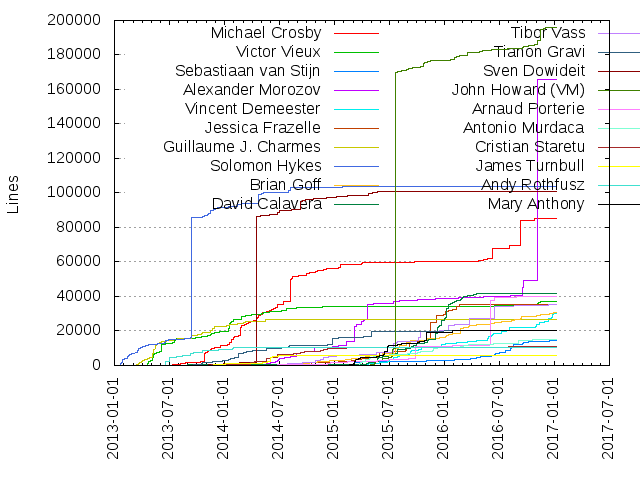 200000
180000
160000
140000
120000
100000
80000
60000
40000
20000
0
Lines
Michael Crosby
Victor Vieux
Sebastiaan van Stijn
Alexander Morozov
Vincent Demeester
Jessica Frazelle
Guillaume J. Charmes
Solomon Hykes
Brian Goff
David Calavera
Tibor Vass
Tianon Gravi
Sven Dowideit
John Howard (VM)
Arnaud Porterie
Antonio Murdaca
Cristian Staretu
James Turnbull
Andy Rothfusz
Mary Anthony
2013-01-01
2013-07-01
2014-01-01
2014-07-01
2015-01-01
2015-07-01
2016-01-01
2016-07-01
2017-01-01
2017-07-01